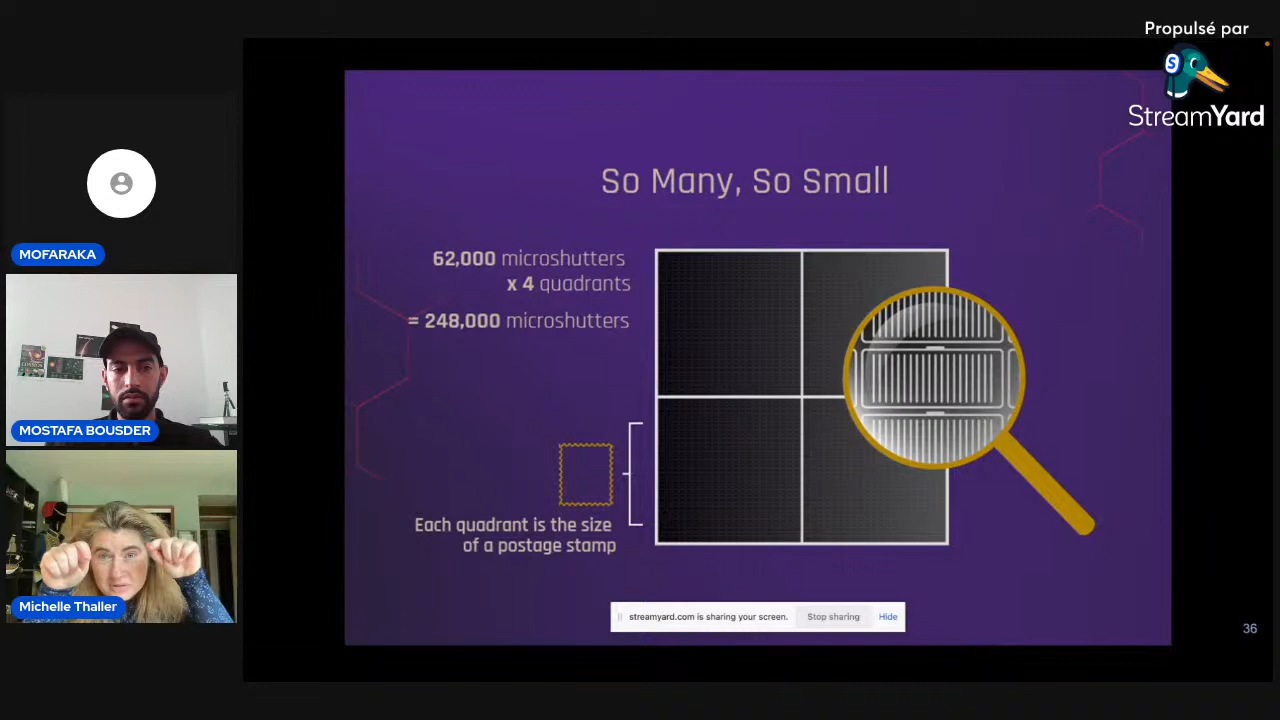 Propulsé par
StreamYard
So Many, So Small
62,000 microshutters
x 4 quadrants
= 248,000 microshutters
Each quadrant is the size
of a postage stamp
streamyard.com is sharing your screen.
Stop sharing
Hide
36
MOFARAKA
MOSTAFA BOUSDER
Michelle Thaller